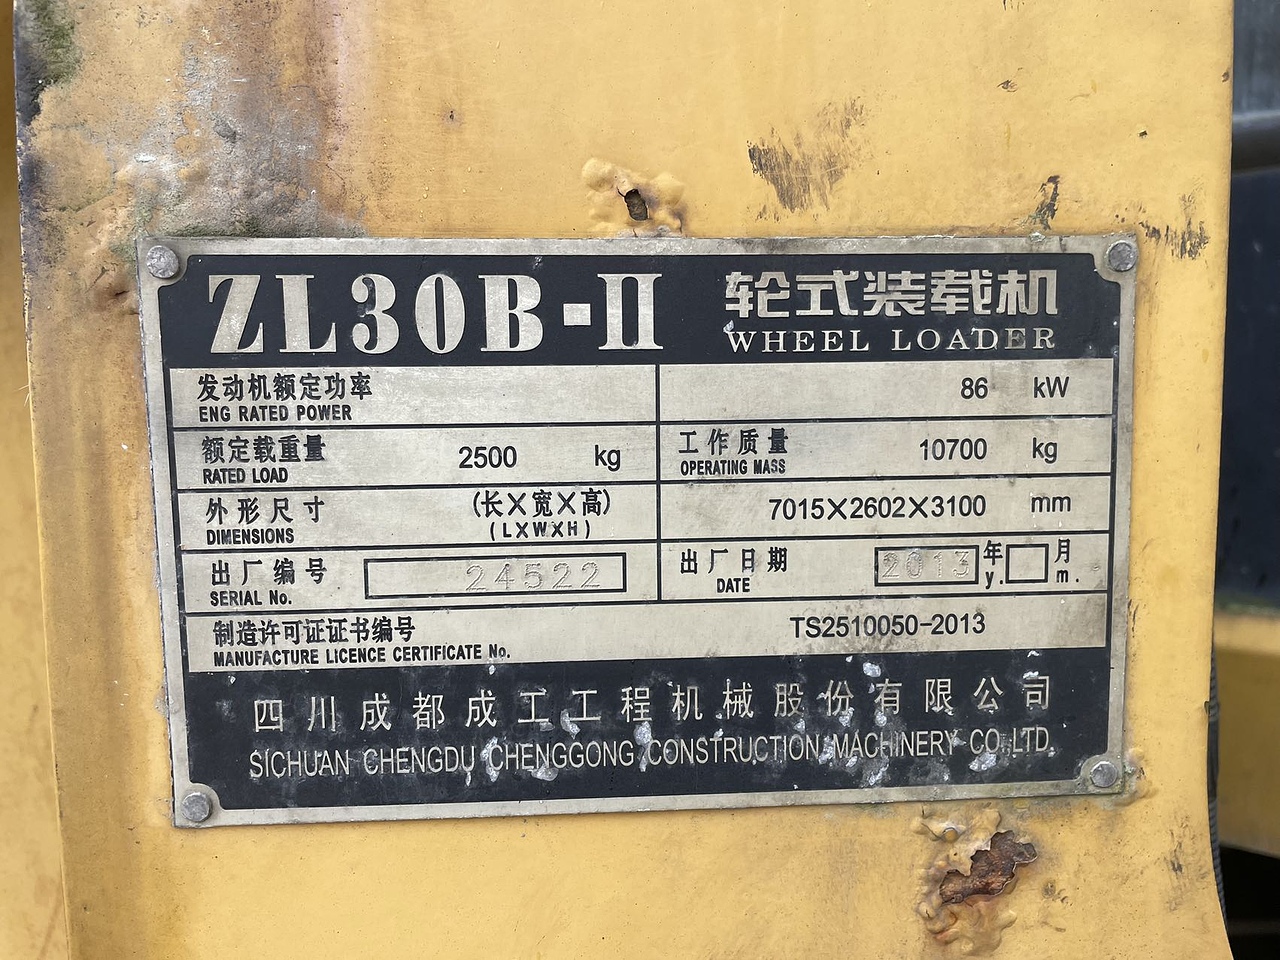 ZL30B-II 轮式装载机
WHEEL LOADER
发动机额定功率 86 kW
ENG RATED POWER
额定载重量 2500 kg 工作质量 10700 kg
RATED LOAD OPERATING MASS
外形尺寸 (长×宽×高) 7015×2602×3100 mm
DIMENSIONS (L×W×H)
出厂编号 24522 出厂日期 2013 年 月
SERIAL No. DATE y. m.
制造许可证证书编号 TS2510050-2013
MANUFACTURE LICENCE CERTIFICATE No.
四川成都成工工程机械股份有限公司
SICHUAN CHENGDU CHENGGONG CONSTRUCTION MACHINERY CO.,LTD.